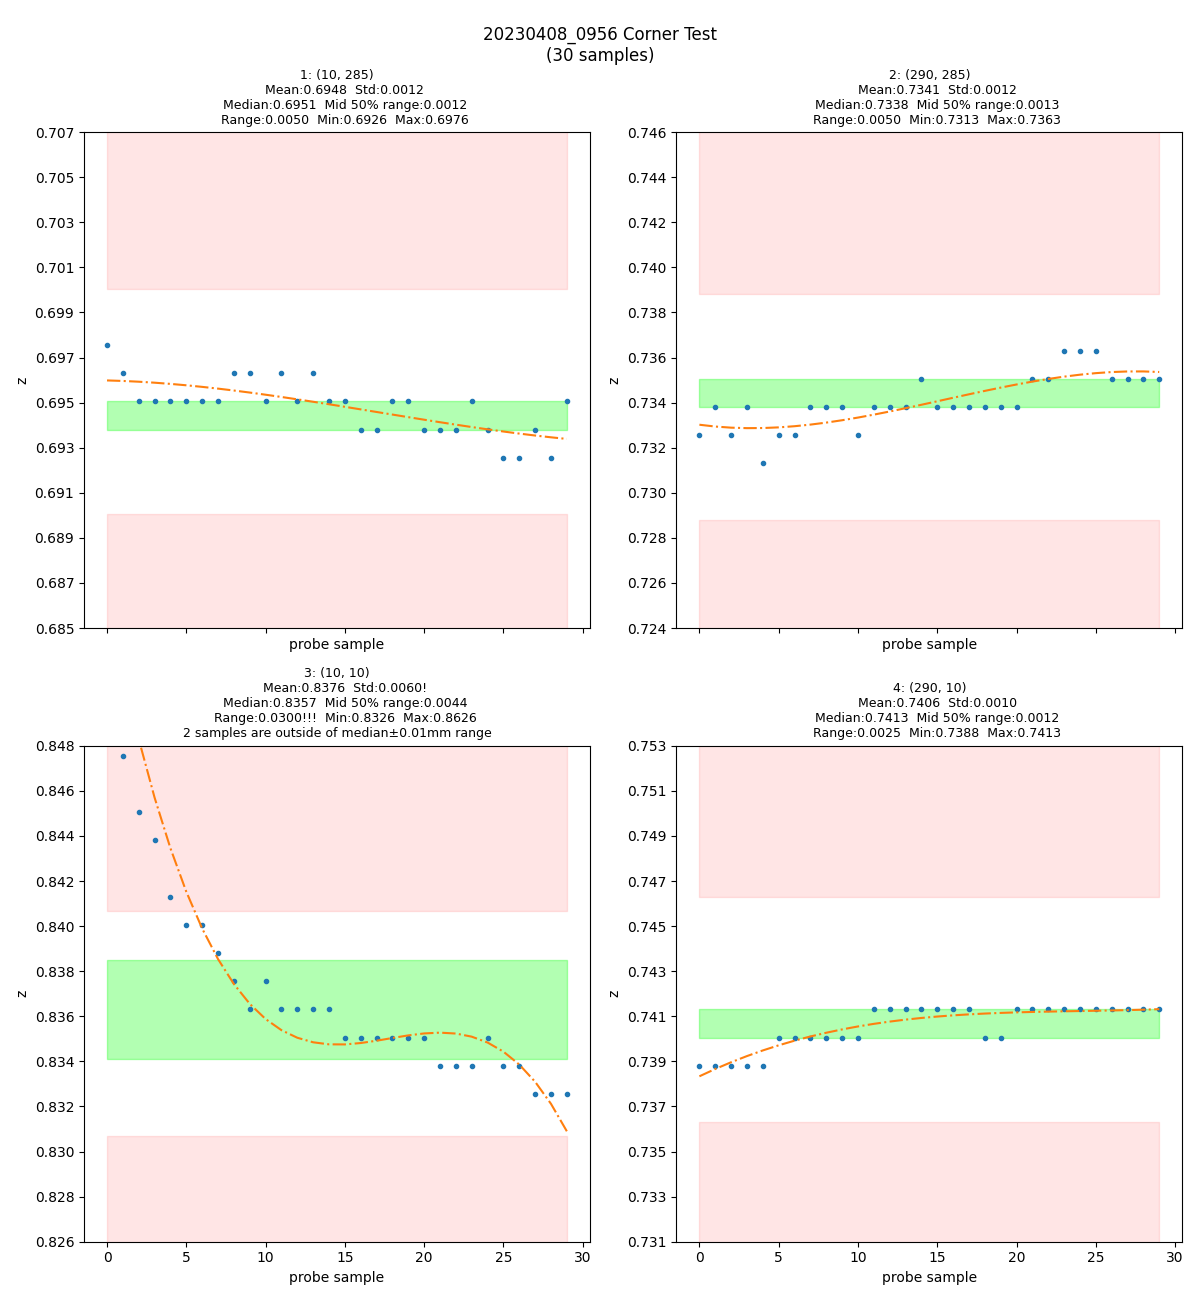 20230408_0956 Corner Test
(30 samples)
1: (10, 285)
Mean:0.6948  Std:0.0012
Median:0.6951  Mid 50% range:0.0012
Range:0.0050  Min:0.6926  Max:0.6976
0.707
0.705
0.703
0.701
0.699
0.697
0.695
0.693
0.691
0.689
0.687
0.685
z
probe sample
2: (290, 285)
Mean:0.7341  Std:0.0012
Median:0.7338  Mid 50% range:0.0013
Range:0.0050  Min:0.7313  Max:0.7363
0.746
0.744
0.742
0.740
0.738
0.736
0.734
0.732
0.730
0.728
0.726
0.724
z
probe sample
3: (10, 10)
Mean:0.8376  Std:0.0060!
Median:0.8357  Mid 50% range:0.0044
Range:0.0300!!!  Min:0.8326  Max:0.8626
2 samples are outside of median±0.01mm range
0.848
0.846
0.844
0.842
0.840
0.838
0.836
0.834
0.832
0.830
0.828
0.826
z
0 5 10 15 20 25 30
probe sample
4: (290, 10)
Mean:0.7406  Std:0.0010
Median:0.7413  Mid 50% range:0.0012
Range:0.0025  Min:0.7388  Max:0.7413
0.753
0.751
0.749
0.747
0.745
0.743
0.741
0.739
0.737
0.735
0.733
0.731
z
0 5 10 15 20 25 30
probe sample